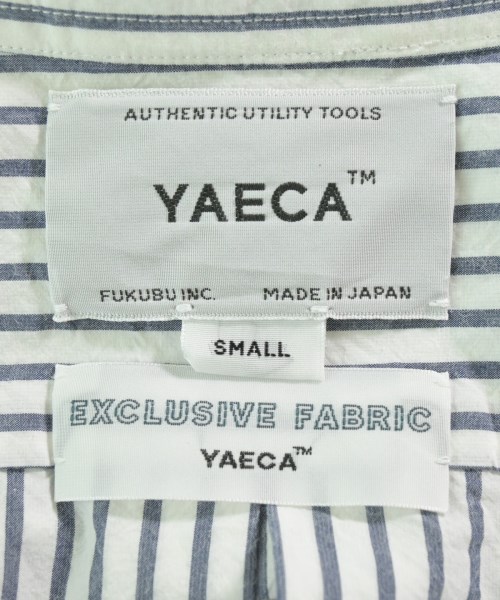 AUTHENTIC UTILITY TOOLS
YAECA™
FUKUBU INC. MADE IN JAPAN
SMALL
EXCLUSIVE FABRIC
YAECA™